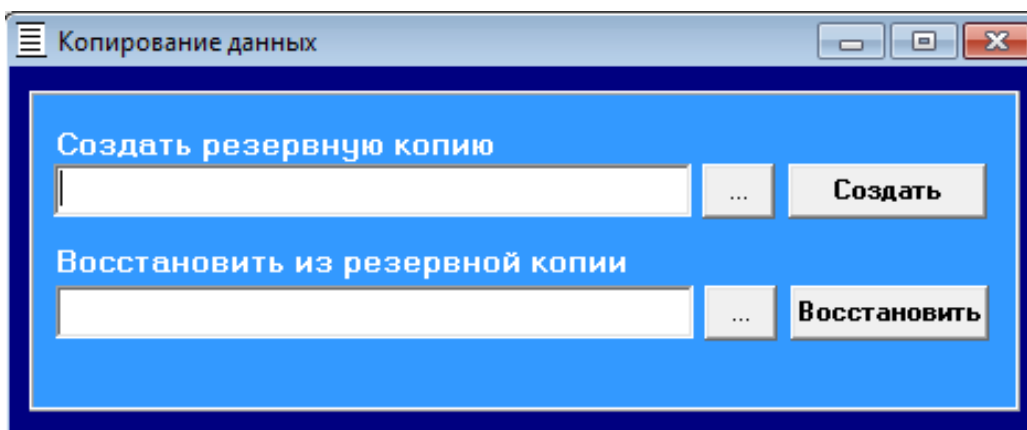 Копирование данных
Создать резервную копию
... Создать
Восстановить из резервной копии
... Восстановить